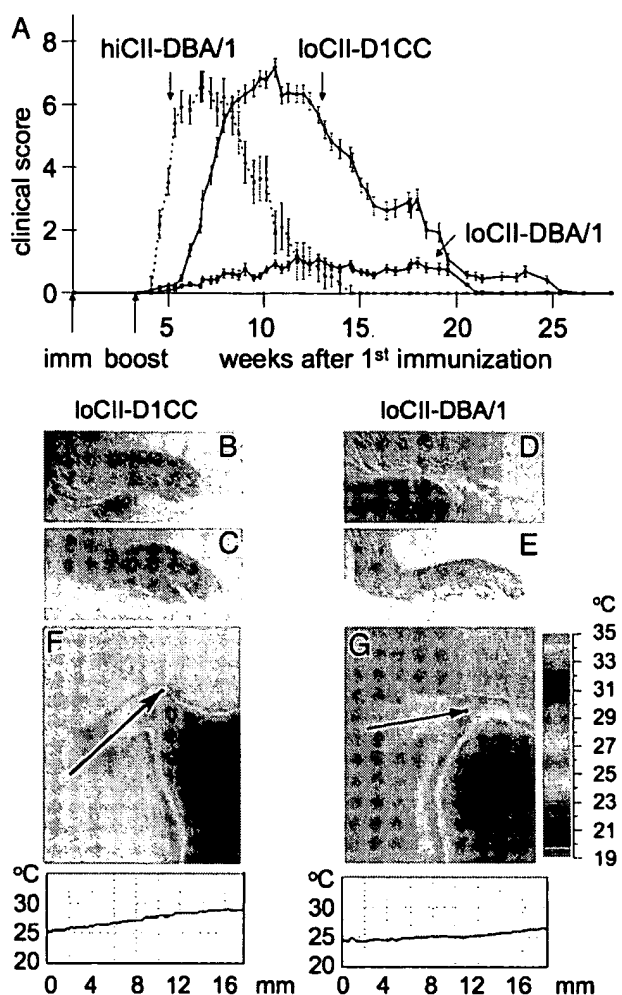 A
8
6
4
2
0
clinical score
hiCII-DBA/1
loCII-D1CC
loCII-DBA/1
5 10 15 20 25
imm boost weeks after 1st immunization
loCII-D1CC loCII-DBA/1
B D
C E
F G
ºC
35
33
31
29
27
25
23
21
19
ºC
30
25
20
0 4 8 12 16 mm
ºC
30
25
20
0 4 8 12 16 mm